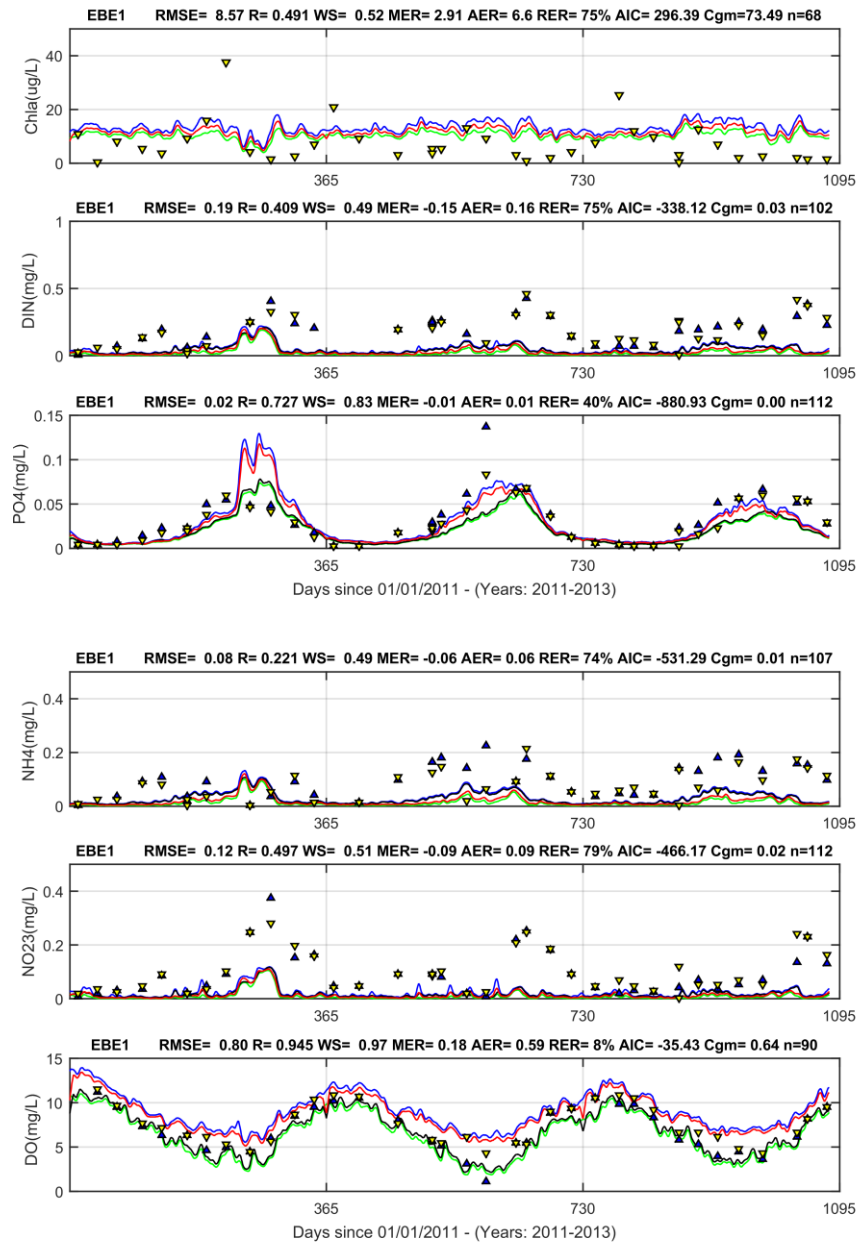 EBE1 RMSE= 8.57 R= 0.491 WS= 0.52 MER= 2.91 AER= 6.6 RER= 75% AIC= 296.39 Cgm=73.49 n=68
Chla(ug/L)
40
20
0
365 730 1095
EBE1 RMSE= 0.19 R= 0.409 WS= 0.49 MER= -0.15 AER= 0.16 RER= 75% AIC= -338.12 Cgm= 0.03 n=102
DIN(mg/L)
1
0.5
0
365 730 1095
EBE1 RMSE= 0.02 R= 0.727 WS= 0.83 MER= -0.01 AER= 0.01 RER= 40% AIC= -880.93 Cgm= 0.00 n=112
PO4(mg/L)
0.15
0.1
0.05
0
365 730 1095
Days since 01/01/2011 - (Years: 2011-2013)
EBE1 RMSE= 0.08 R= 0.221 WS= 0.49 MER= -0.06 AER= 0.06 RER= 74% AIC= -531.29 Cgm= 0.01 n=107
NH4(mg/L)
0.4
0.2
0
365 730 1095
EBE1 RMSE= 0.12 R= 0.497 WS= 0.51 MER= -0.09 AER= 0.09 RER= 79% AIC= -466.17 Cgm= 0.02 n=112
NO23(mg/L)
0.4
0.2
0
365 730 1095
EBE1 RMSE= 0.80 R= 0.945 WS= 0.97 MER= 0.18 AER= 0.59 RER= 8% AIC= -35.43 Cgm= 0.64 n=90
DO(mg/L)
15
10
5
0
365 730 1095
Days since 01/01/2011 - (Years: 2011-2013)